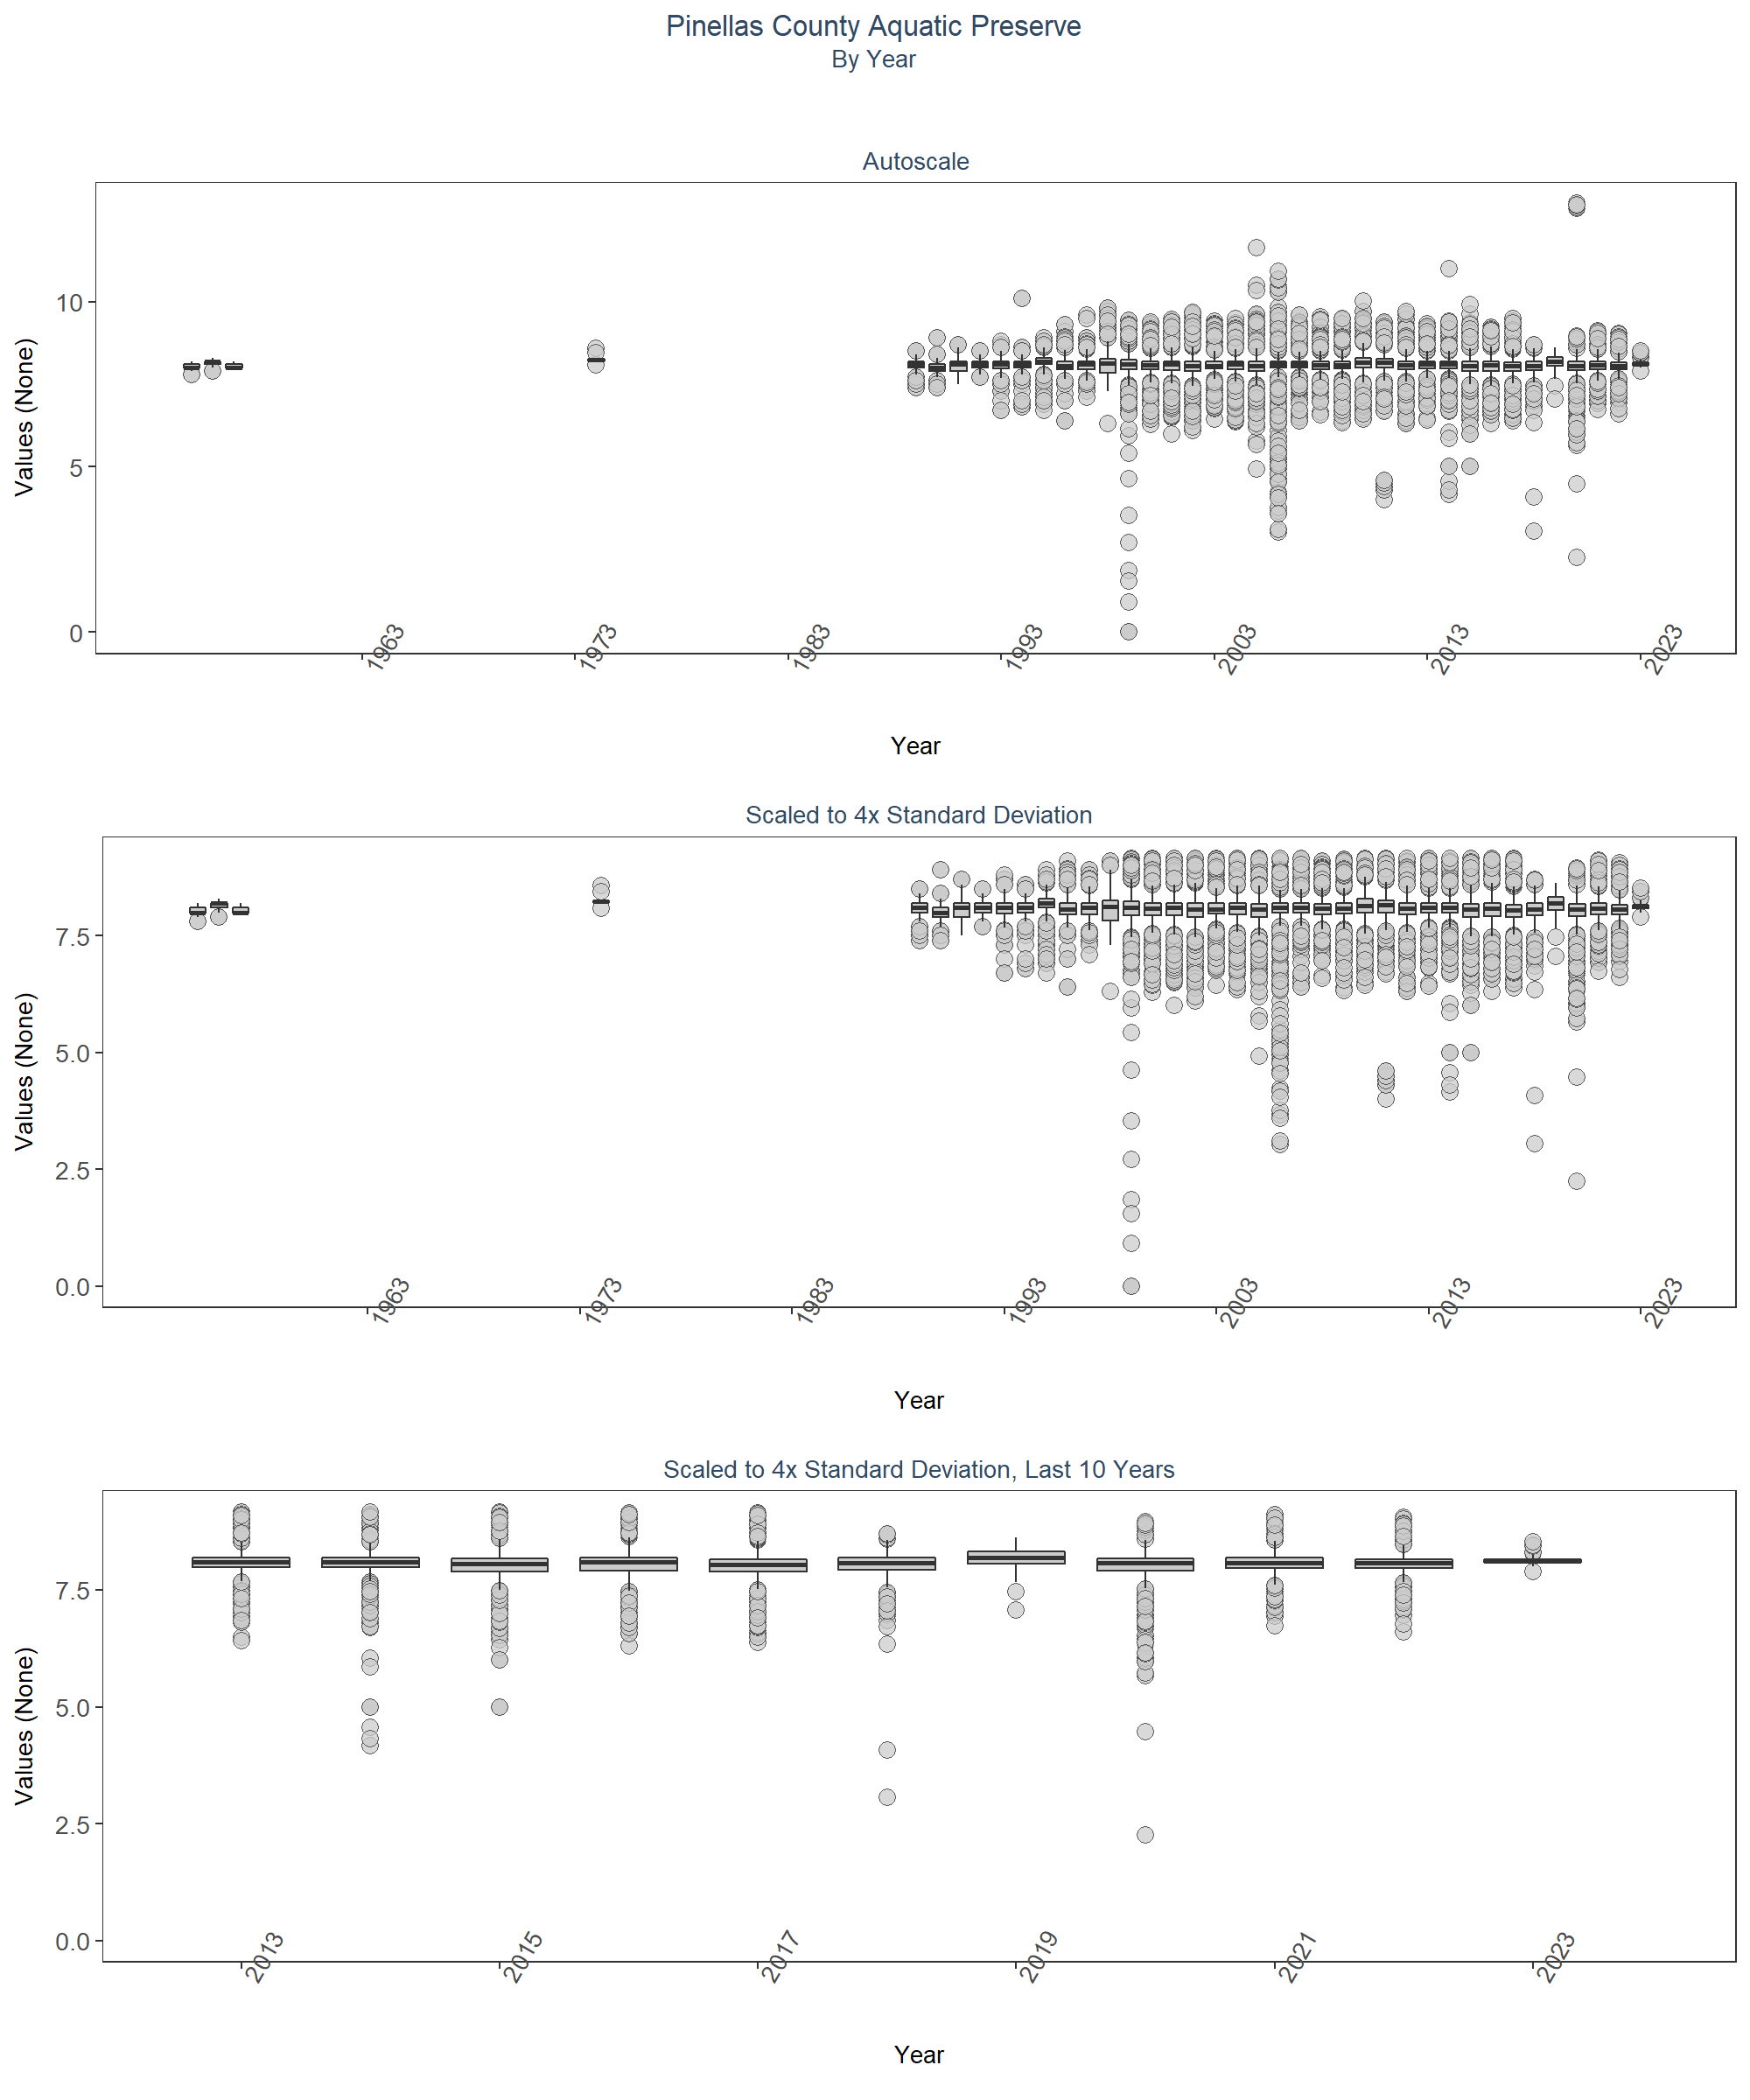 Pinellas County Aquatic Preserve
By Year
Autoscale
Values (None)
10
5
0
1963
1973
1983
1993
2003
2013
2023
Year
Scaled to 4x Standard Deviation
Values (None)
7.5
5.0
2.5
0.0
1963
1973
1983
1993
2003
2013
2023
Year
Scaled to 4x Standard Deviation, Last 10 Years
Values (None)
7.5
5.0
2.5
0.0
2013
2015
2017
2019
2021
2023
Year